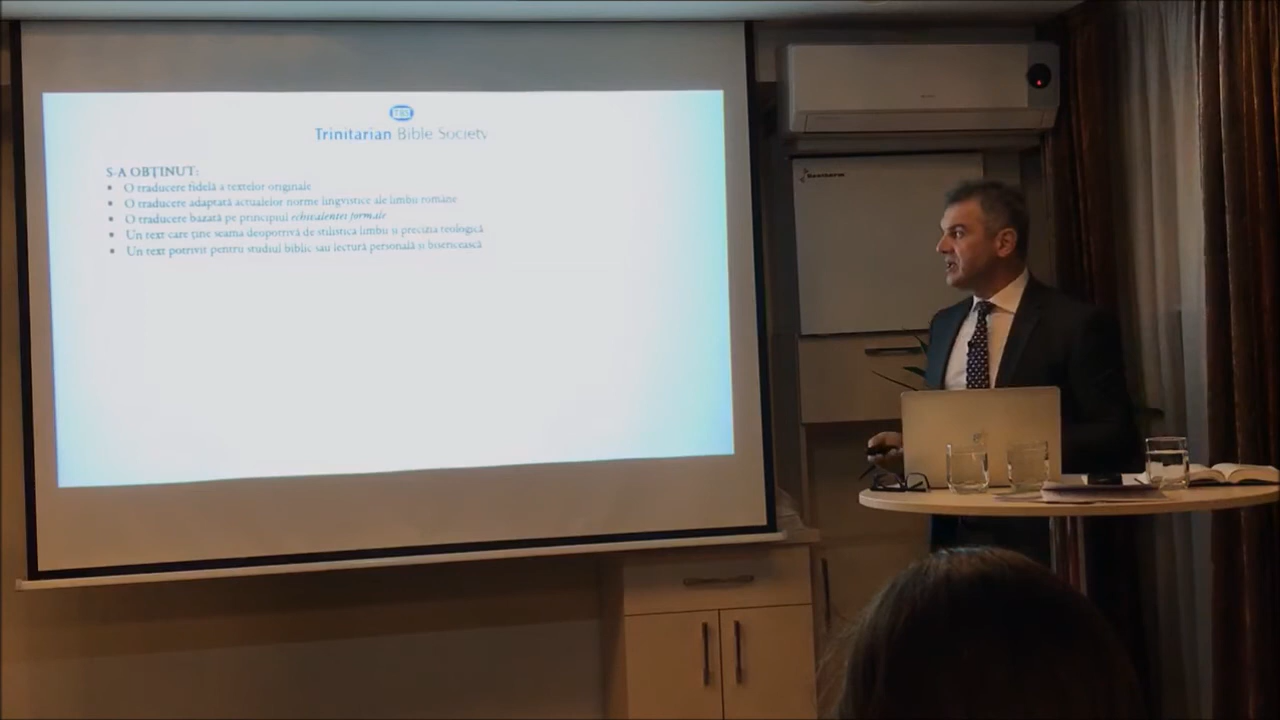 TBS
Trinitarian Bible Society
S-A OBȚINUT:
▪ O traducere fidelă a textelor originale
▪ O traducere adaptată actualelor norme lingvistice ale limbii române
▪ O traducere bazată pe principiul echivalenței formale
▪ Un text care ține seama deopotrivă de stilistica limbii și precizia teologică
▪ Un text potrivit pentru studiul biblic sau lectură personală și bisericească